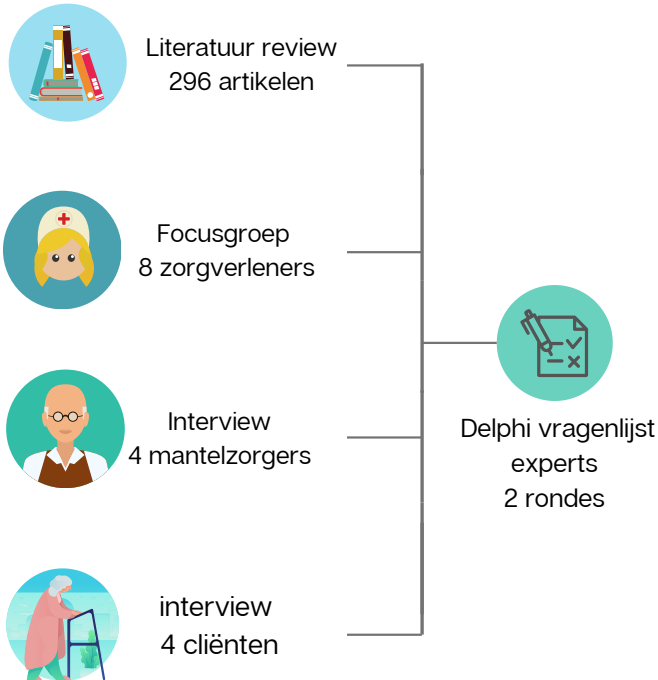 Literatuur review
296 artikelen
Focusgroep
8 zorgverleners
Interview
4 mantelzorgers
interview
4 cliënten
Delphi vragenlijst
experts
2 rondes